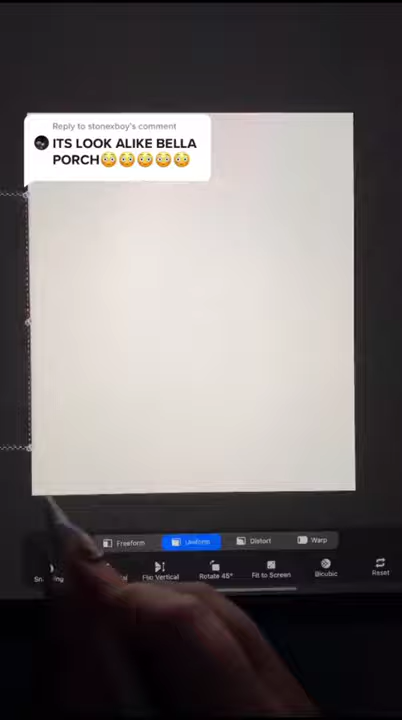 Reply to stonexboy's comment
ITS LOOK ALIKE BELLA
PORCH😳😳😳😳😳
Freeform
Uniform
Distort
Warp
Flip Vertical
Rotate 45°
Fit to Screen
Bicubic
Reset